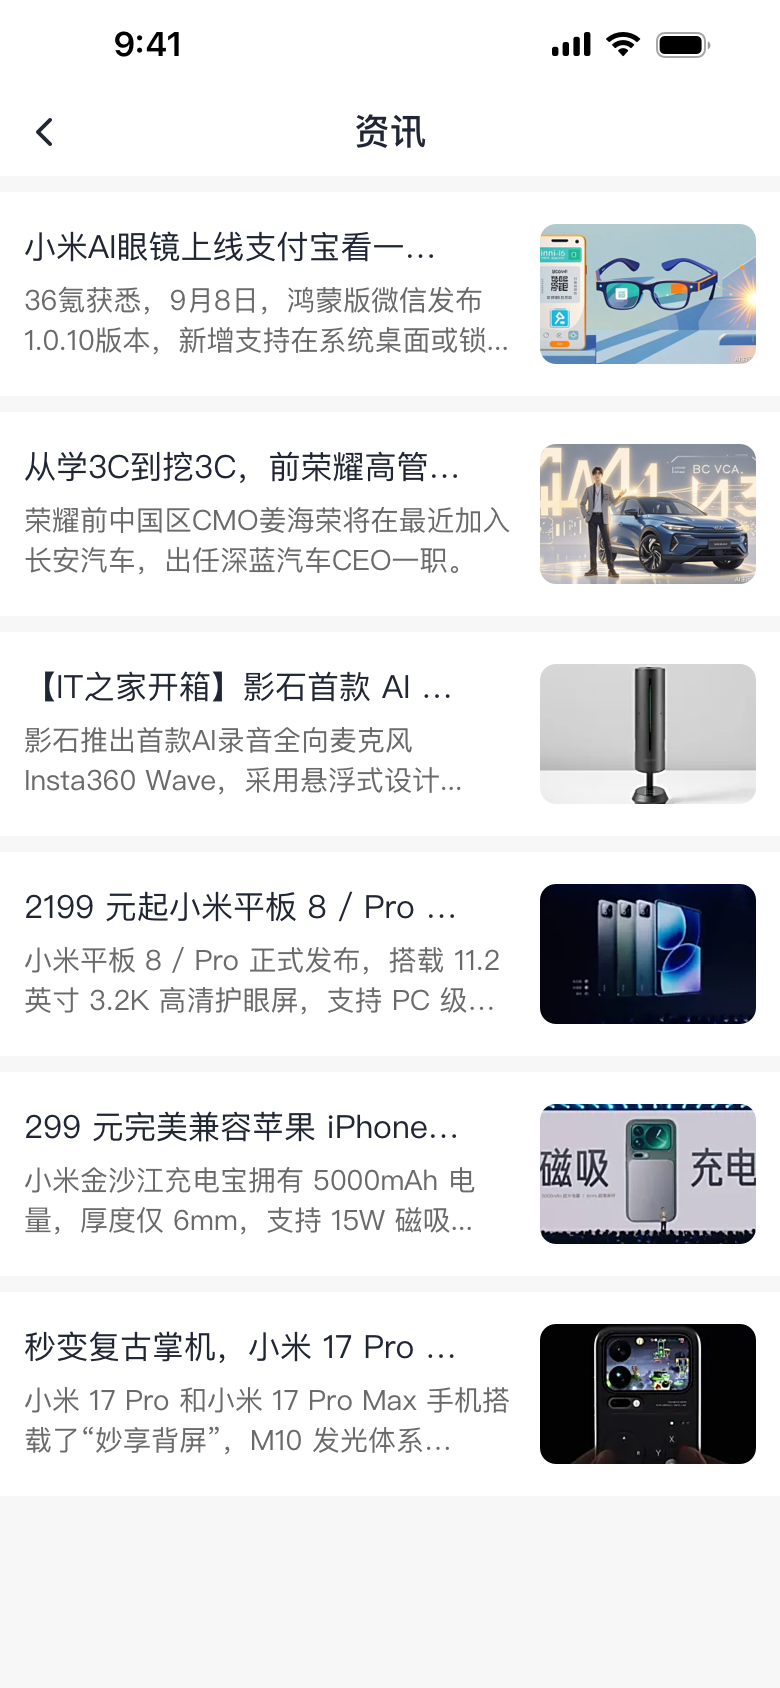 9:41
资讯
小米AI眼镜上线支付宝看一...
36氪获悉，9月8日，鸿蒙版微信发布
1.0.10版本，新增支持在系统桌面或锁...
从学3C到挖3C，前荣耀高管...
BC VCA.
荣耀前中国区CMO姜海荣将在最近加入
长安汽车，出任深蓝汽车CEO一职。
【IT之家开箱】影石首款 AI ...
影石推出首款AI录音全向麦克风
Insta360 Wave，采用悬浮式设计...
2199 元起小米平板 8 / Pro ...
小米平板 8 / Pro 正式发布，搭载 11.2
英寸 3.2K 高清护眼屏，支持 PC 级...
299 元完美兼容苹果 iPhone...
磁吸 充电
小米金沙江充电宝拥有 5000mAh 电
量，厚度仅 6mm，支持 15W 磁吸...
秒变复古掌机，小米 17 Pro ...
小米 17 Pro 和小米 17 Pro Max 手机搭
载了“妙享背屏”，M10 发光体系...
X
Y